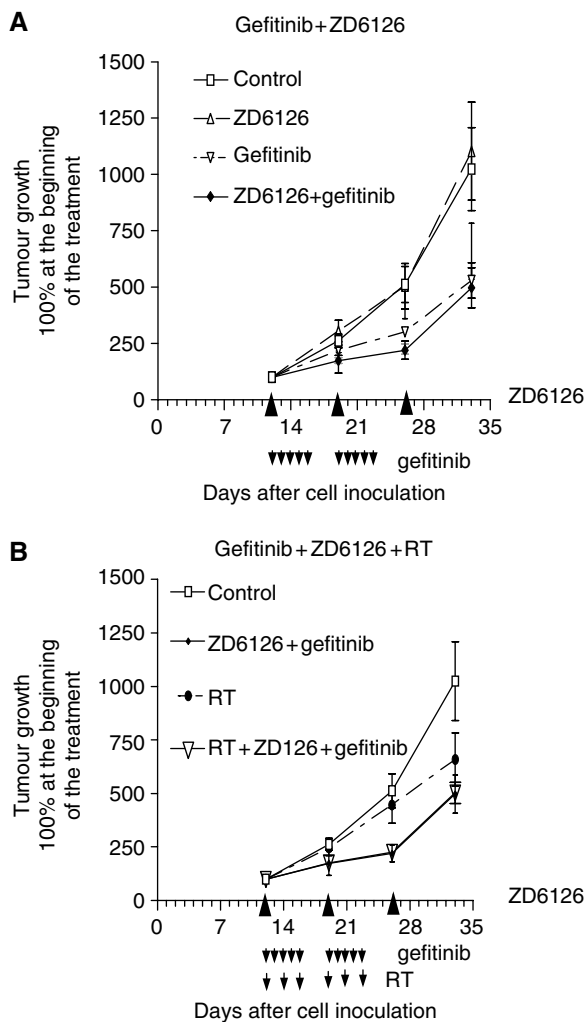 A
Gefitinib+ZD6126
Tumour growth
100% at the beginning
of the treatment
1500
1250
1000
750
500
250
0
Control
ZD6126
Gefitinib
ZD6126+gefitinib
0 7 14 21 28 35
ZD6126
gefitinib
Days after cell inoculation
B
Gefitinib+ZD6126+RT
Tumour growth
100% at the beginning
of the treatment
1500
1250
1000
750
500
250
0
Control
ZD6126+gefitinib
RT
RT+ZD126+gefitinib
0 7 14 21 28 35
ZD6126
gefitinib
RT
Days after cell inoculation